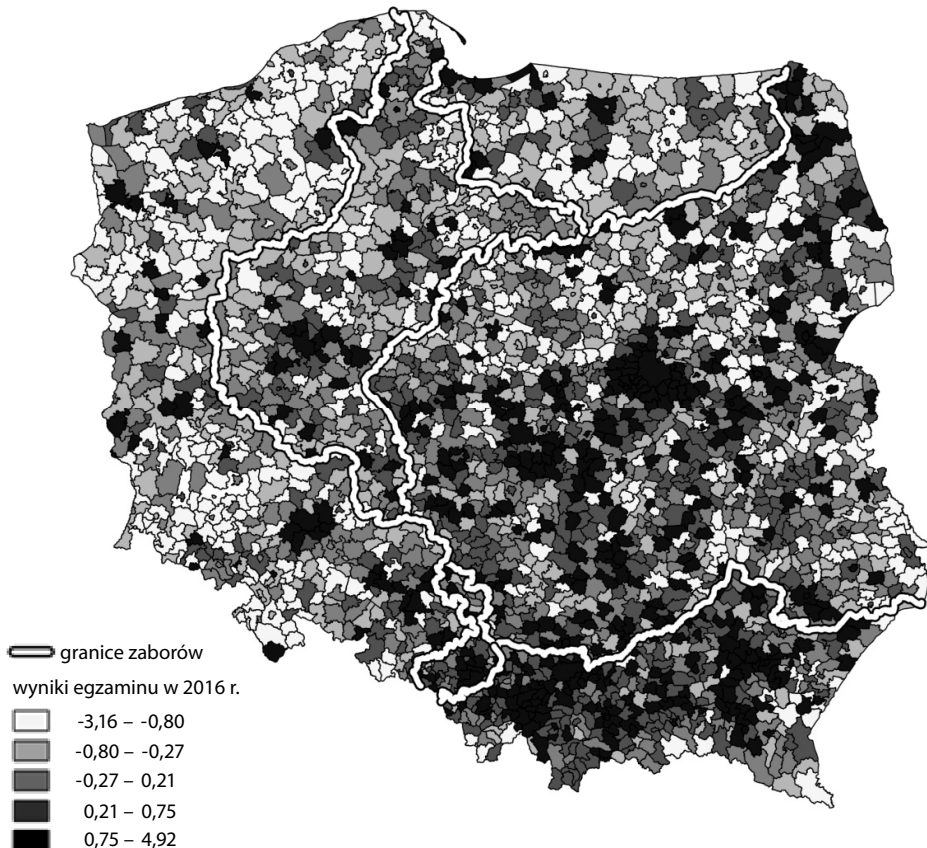 granice zaborów
wyniki egzaminu w 2016 r.
-3,16 – -0,80
-0,80 – -0,27
-0,27 – 0,21
0,21 – 0,75
0,75 – 4,92